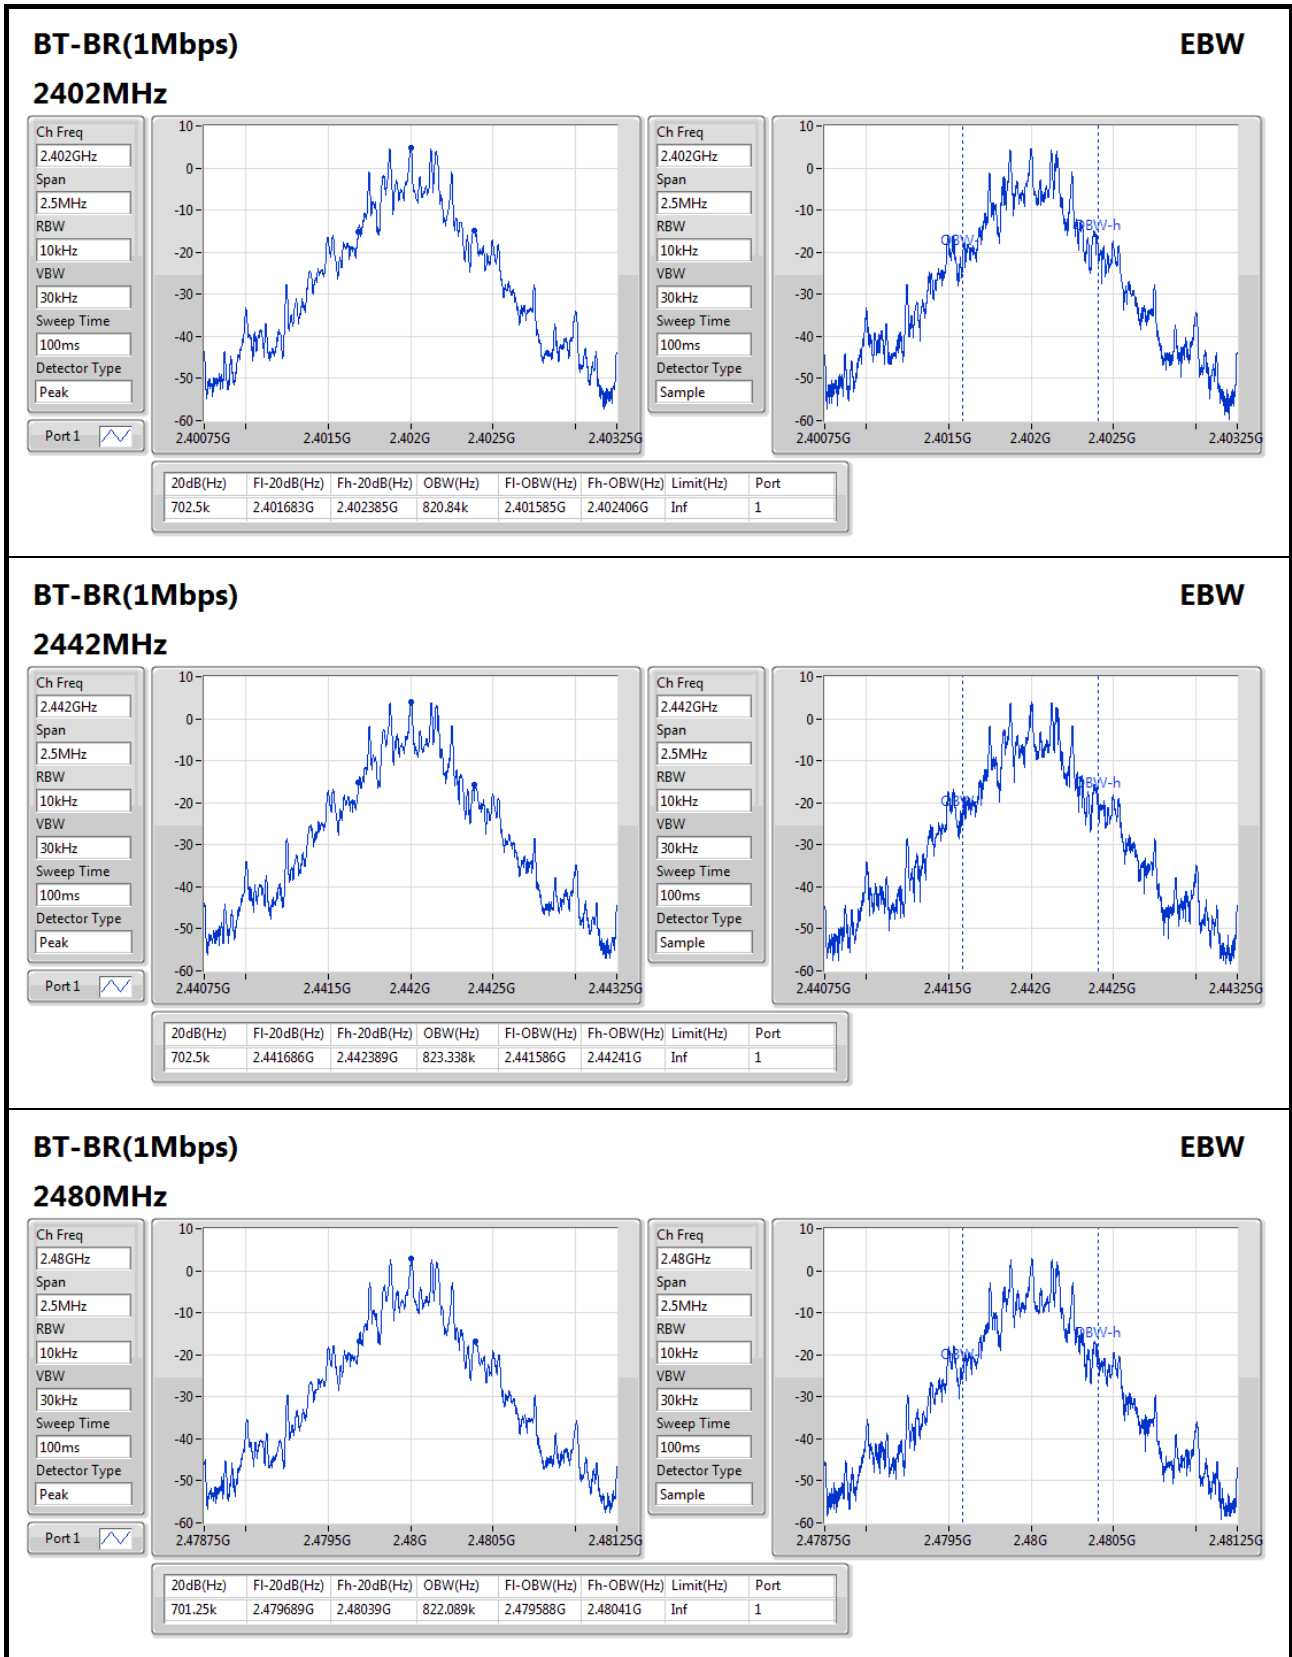 BT-BR(1Mbps) EBW
2402MHz
Ch Freq
2.402GHz
Span
2.5MHz
RBW
10kHz
VBW
30kHz
Sweep Time
100ms
Detector Type
Peak
Port 1
10
0
-10
-20
-30
-40
-50
-60
2.40075G 2.4015G 2.402G 2.4025G 2.40325G
Ch Freq
2.402GHz
Span
2.5MHz
RBW
10kHz
VBW
30kHz
Sweep Time
100ms
Detector Type
Sample
10
0
-10
-20
-30
-40
-50
-60
OBW-l OBW-h
2.40075G 2.4015G 2.402G 2.4025G 2.40325G
20dB(Hz) Fl-20dB(Hz) Fh-20dB(Hz) OBW(Hz) Fl-OBW(Hz) Fh-OBW(Hz) Limit(Hz) Port
702.5k 2.401683G 2.402385G 820.84k 2.401585G 2.402406G Inf 1
BT-BR(1Mbps) EBW
2442MHz
Ch Freq
2.442GHz
Span
2.5MHz
RBW
10kHz
VBW
30kHz
Sweep Time
100ms
Detector Type
Peak
Port 1
10
0
-10
-20
-30
-40
-50
-60
2.44075G 2.4415G 2.442G 2.4425G 2.44325G
Ch Freq
2.442GHz
Span
2.5MHz
RBW
10kHz
VBW
30kHz
Sweep Time
100ms
Detector Type
Sample
10
0
-10
-20
-30
-40
-50
-60
OBW-l OBW-h
2.44075G 2.4415G 2.442G 2.4425G 2.44325G
20dB(Hz) Fl-20dB(Hz) Fh-20dB(Hz) OBW(Hz) Fl-OBW(Hz) Fh-OBW(Hz) Limit(Hz) Port
702.5k 2.441686G 2.442389G 823.338k 2.441586G 2.44241G Inf 1
BT-BR(1Mbps) EBW
2480MHz
Ch Freq
2.48GHz
Span
2.5MHz
RBW
10kHz
VBW
30kHz
Sweep Time
100ms
Detector Type
Peak
Port 1
10
0
-10
-20
-30
-40
-50
-60
2.47875G 2.4795G 2.48G 2.4805G 2.48125G
Ch Freq
2.48GHz
Span
2.5MHz
RBW
10kHz
VBW
30kHz
Sweep Time
100ms
Detector Type
Sample
10
0
-10
-20
-30
-40
-50
-60
OBW-l OBW-h
2.47875G 2.4795G 2.48G 2.4805G 2.48125G
20dB(Hz) Fl-20dB(Hz) Fh-20dB(Hz) OBW(Hz) Fl-OBW(Hz) Fh-OBW(Hz) Limit(Hz) Port
701.25k 2.479689G 2.48039G 822.089k 2.479588G 2.48041G Inf 1